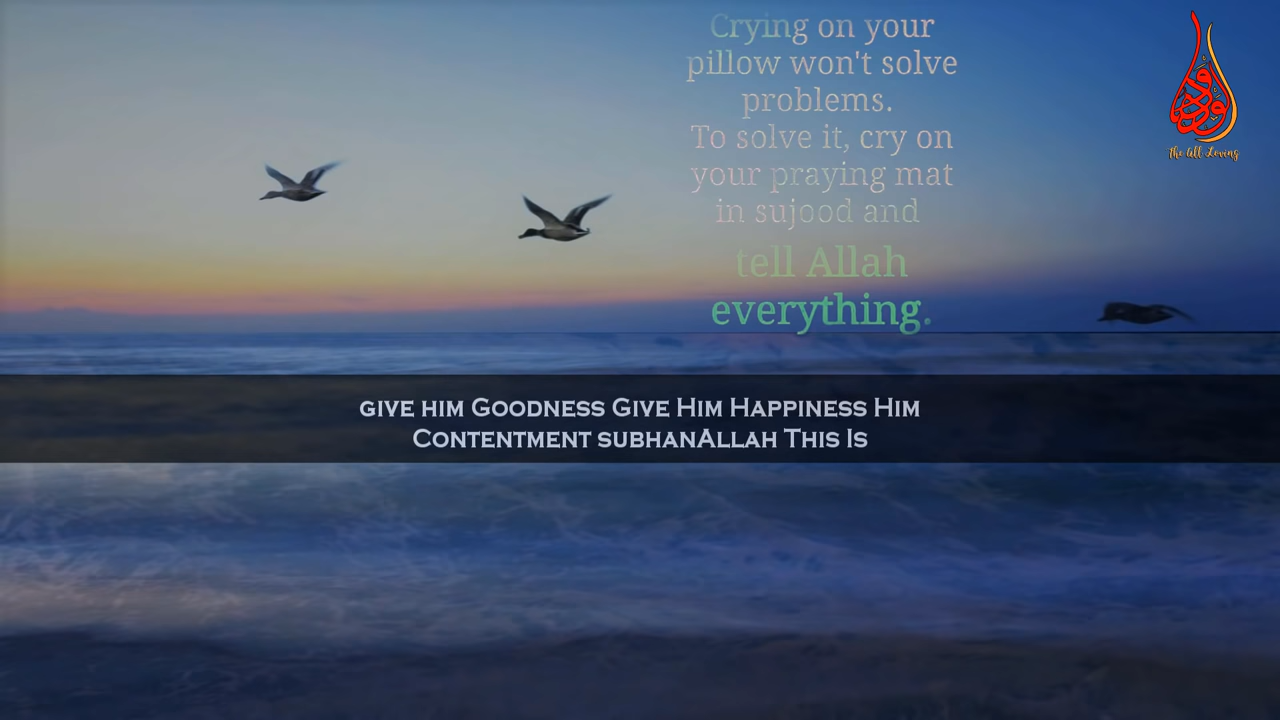 Crying on your
pillow won't solve
problems.
To solve it, cry on
your praying mat
in sujood and
tell Allah
everything.
الودود
The All Loving
GIVE HIM GOODNESS GIVE HIM HAPPINESS HIM
CONTENTMENT SUBHANALLAH THIS IS